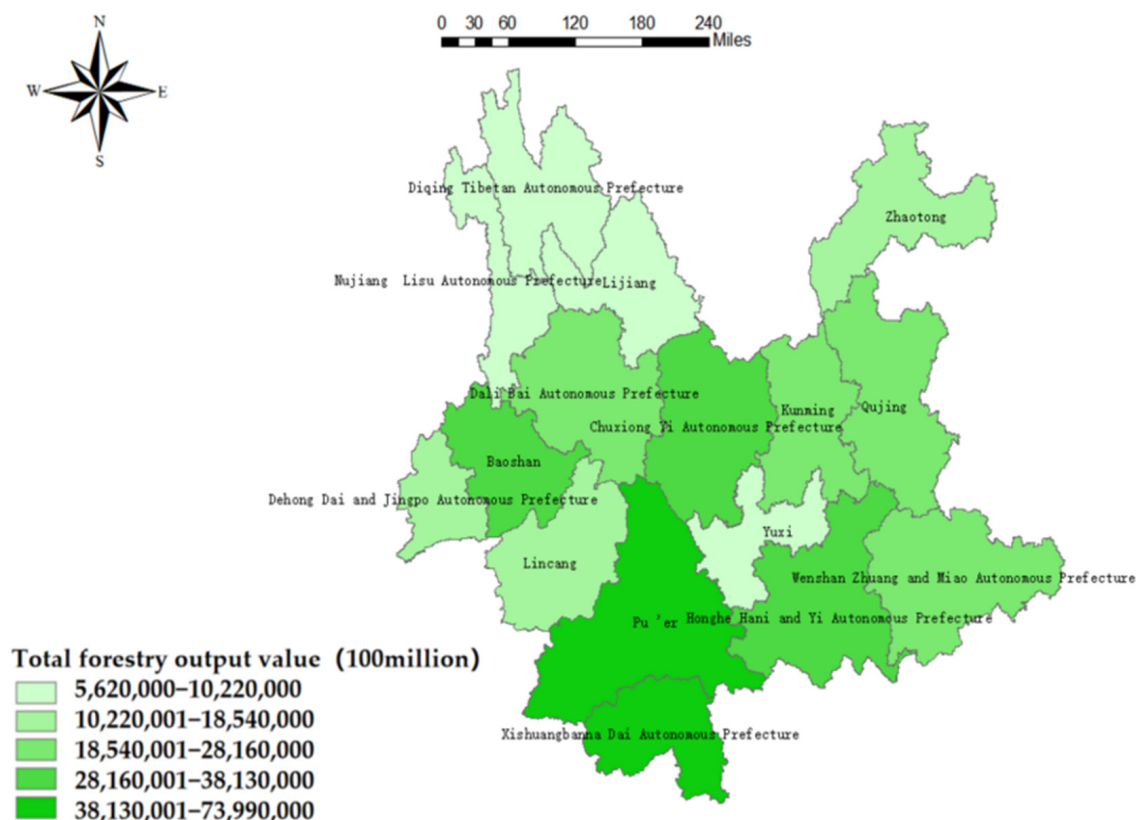 N
W E
S
0 30 60 120 180 240
Miles
Diqing Tibetan Autonomous Prefecture
Zhaotong
Nujiang Lisu Autonomous Prefecture
Lijiang
Dali Bai Autonomous Prefecture
Kunming
Qujing
Chuxiong Yi Autonomous Prefecture
Baoshan
Dehong Dai and Jingpo Autonomous Prefecture
Yuxi
Lincang
Wenshan Zhuang and Miao Autonomous Prefecture
Pu 'er
Honghe Hani and Yi Autonomous Prefecture
Xishuangbanna Dai Autonomous Prefecture
Total forestry output value (100million)
5,620,000–10,220,000
10,220,001–18,540,000
18,540,001–28,160,000
28,160,001–38,130,000
38,130,001–73,990,000